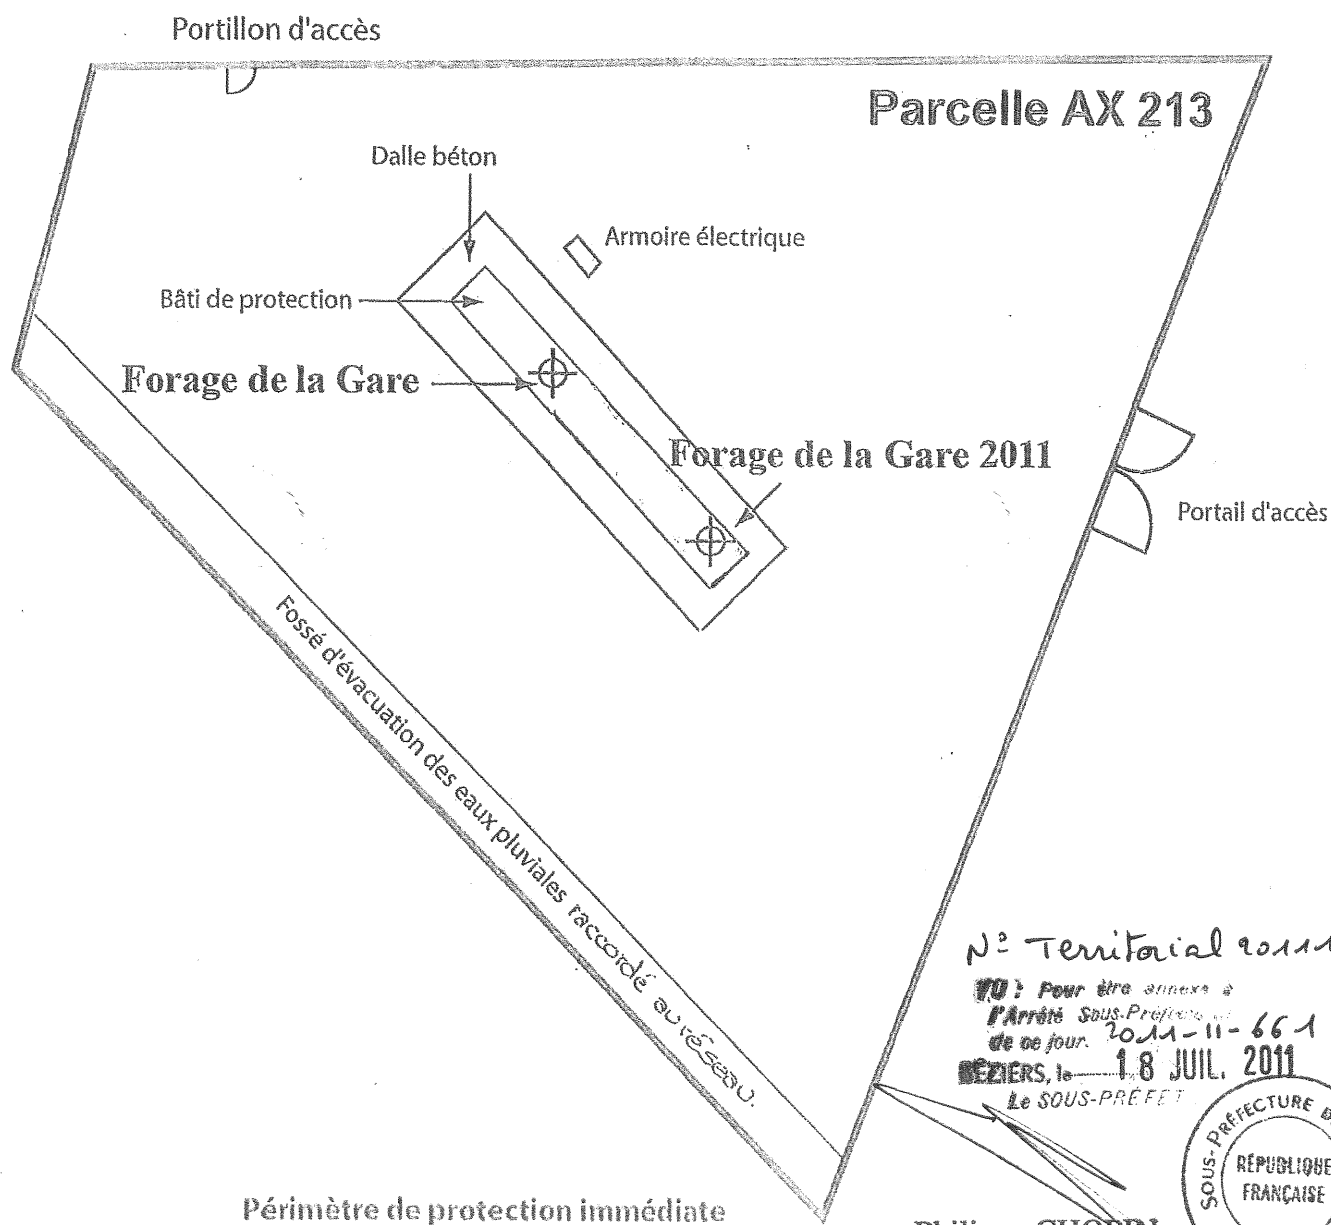 Portillon d'accès
Parcelle AX 213
Dalle béton
Armoire électrique
Bâti de protection
Forage de la Gare
Forage de la Gare 2011
Portail d'accès
Fossé d'évacuation des eaux pluviales raccordé au réseau.
N° Territorial 20111
VU : Pour être annexé à
l'Arrêté Sous-Préfectoral
de ce jour. 2011-II-661
BÉZIERS, le 18 JUIL. 2011
Le SOUS-PRÉFET
SOUS-PRÉFECTURE
RÉPUBLIQUE
FRANÇAISE
Périmètre de protection immédiate